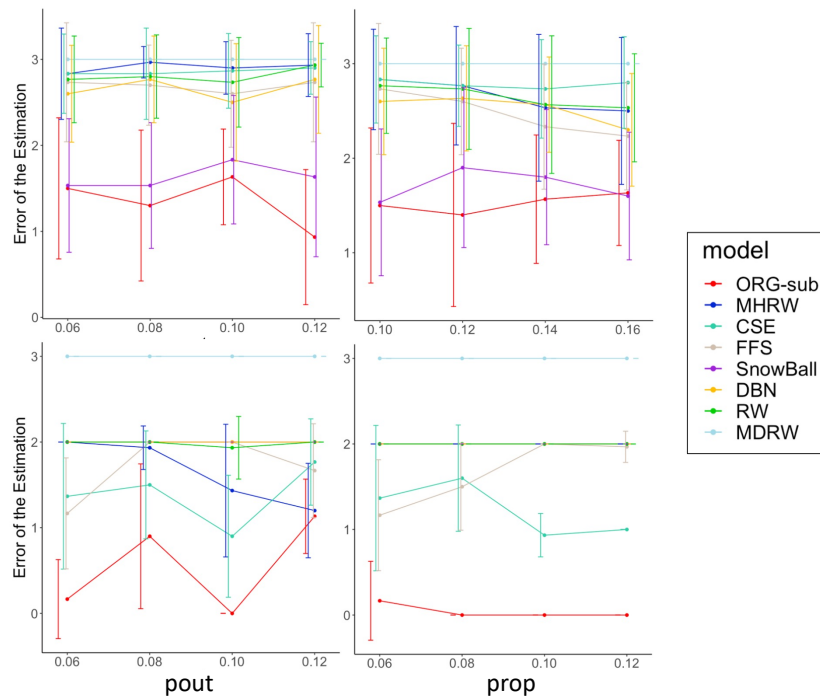 Error of the Estimation
3
2
1
0
0.06 0.08 0.10 0.12
3
2
1
0.10 0.12 0.14 0.16
model
ORG-sub
MHRW
CSE
FFS
SnowBall
DBN
RW
MDRW
Error of the Estimation
3
2
1
0
0.06 0.08 0.10 0.12
pout
3
2
1
0
0.06 0.08 0.10 0.12
prop